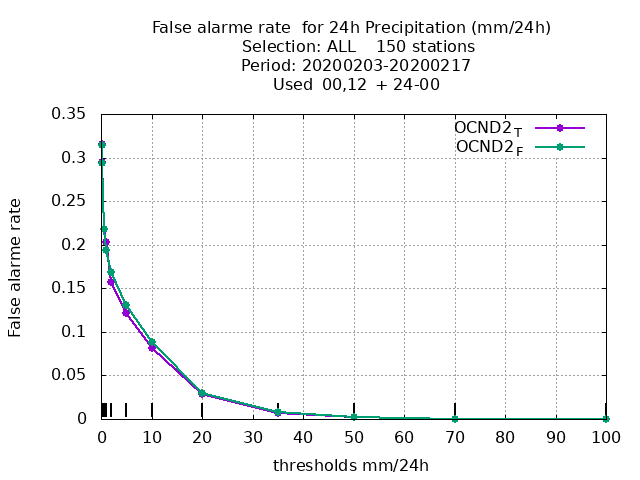 False alarme rate  for 24h Precipitation (mm/24h)
Selection: ALL    150 stations
Period: 20200203-20200217
Used  00,12  + 24-00
OCND2T
OCND2F
0.35
0.3
0.25
0.2
0.15
0.1
0.05
0
False alarme rate
0 10 20 30 40 50 60 70 80 90 100
thresholds mm/24h